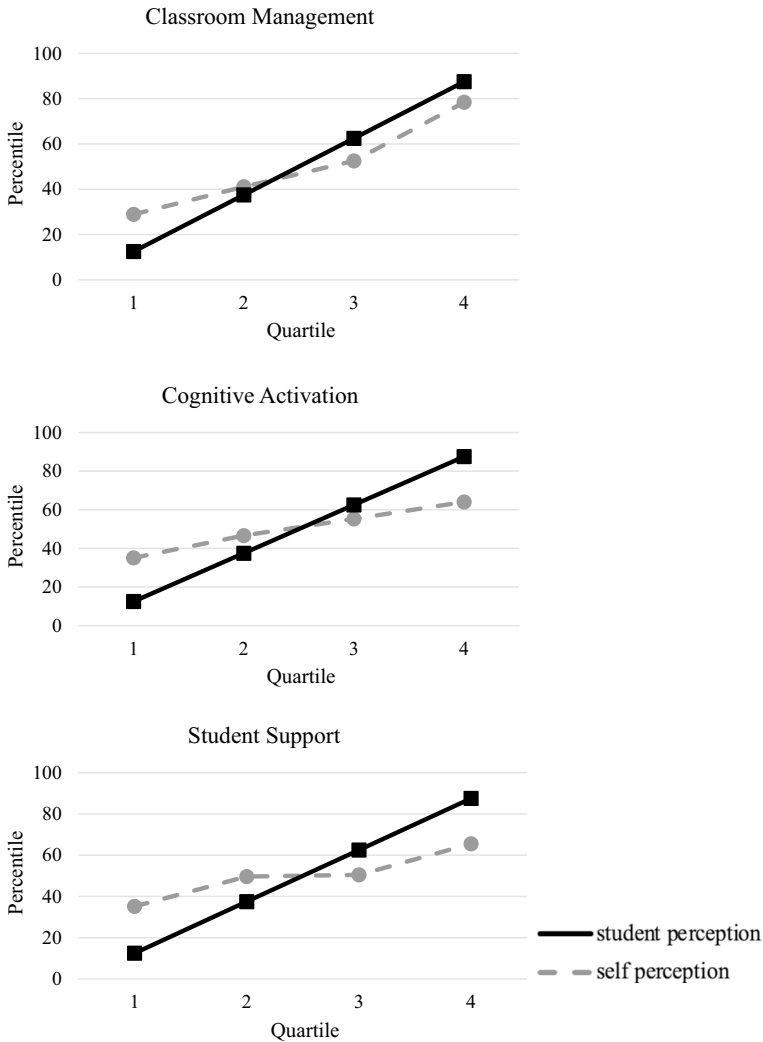 Classroom Management
100
80
60
40
20
0
Percentile
1 2 3 4
Quartile
Cognitive Activation
100
80
60
40
20
0
Percentile
1 2 3 4
Quartile
Student Support
100
80
60
40
20
0
Percentile
1 2 3 4
Quartile
student perception
self perception